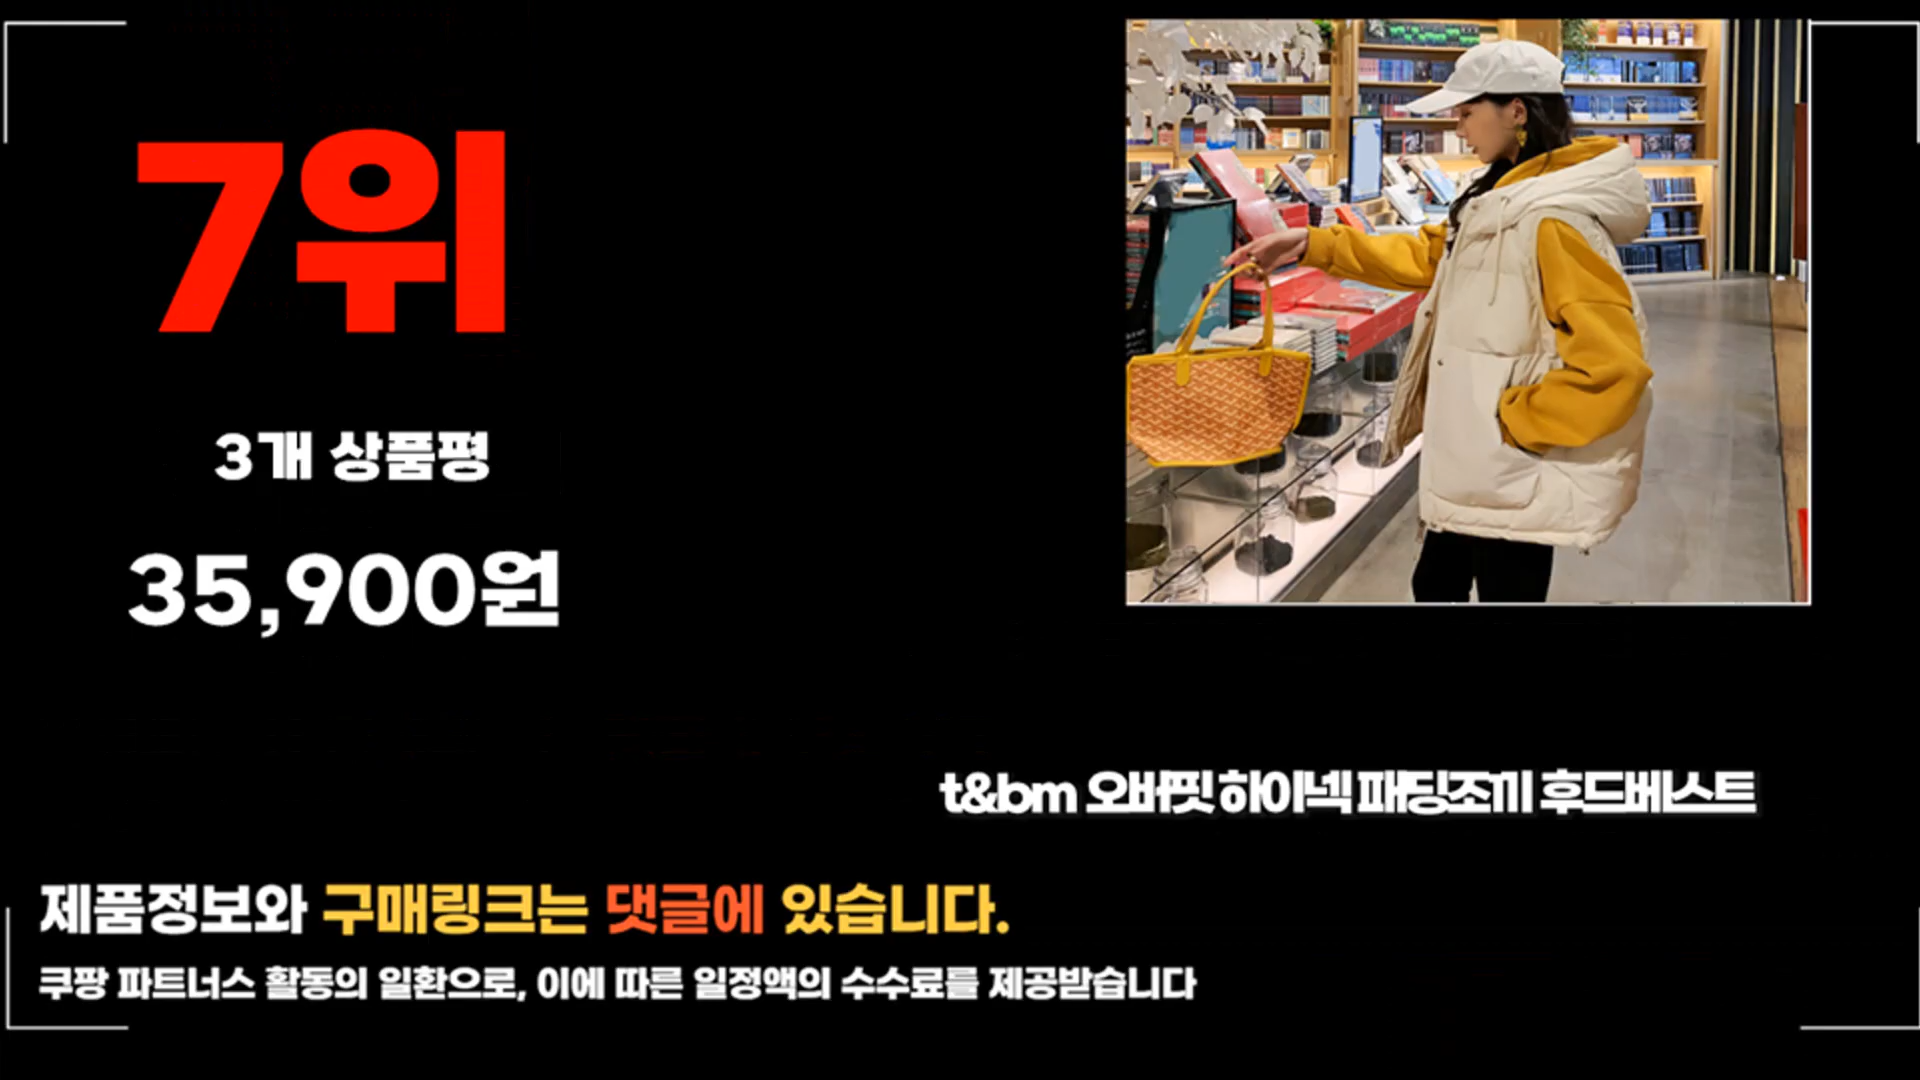 7위
3개 상품평
35,900원
t&bm 오버핏 하이넥 패딩조끼 후드베스트
제품정보와 구매링크는 댓글에 있습니다.
쿠팡 파트너스 활동의 일환으로, 이에 따른 일정액의 수수료를 제공받습니다